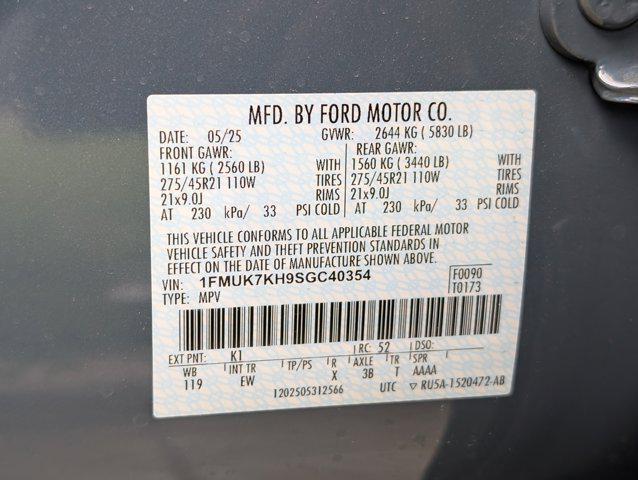 MFD. BY FORD MOTOR CO.
DATE: 05/25 GVWR: 2644 KG ( 5830 LB)
FRONT GAWR: REAR GAWR:
1161 KG ( 2560 LB) WITH 1560 KG ( 3440 LB) WITH
275/45R21 110W TIRES 275/45R21 110W TIRES
21x9.0J RIMS 21x9.0J RIMS
AT 230 kPa/ 33 PSI COLD AT 230 kPa/ 33 PSI COLD
THIS VEHICLE CONFORMS TO ALL APPLICABLE FEDERAL MOTOR
VEHICLE SAFETY AND THEFT PREVENTION STANDARDS IN
EFFECT ON THE DATE OF MANUFACTURE SHOWN ABOVE.
VIN: 1FMUK7KH9SGC40354 F0090
TYPE: MPV T0173
EXT PNT: K1 RC: 52 DSO:
WB INT TR TP/PS R AXLE TR SPR
119 EW X 3B T AAAA
1202505312566 UTC ▽ RU5A-1520472-AB